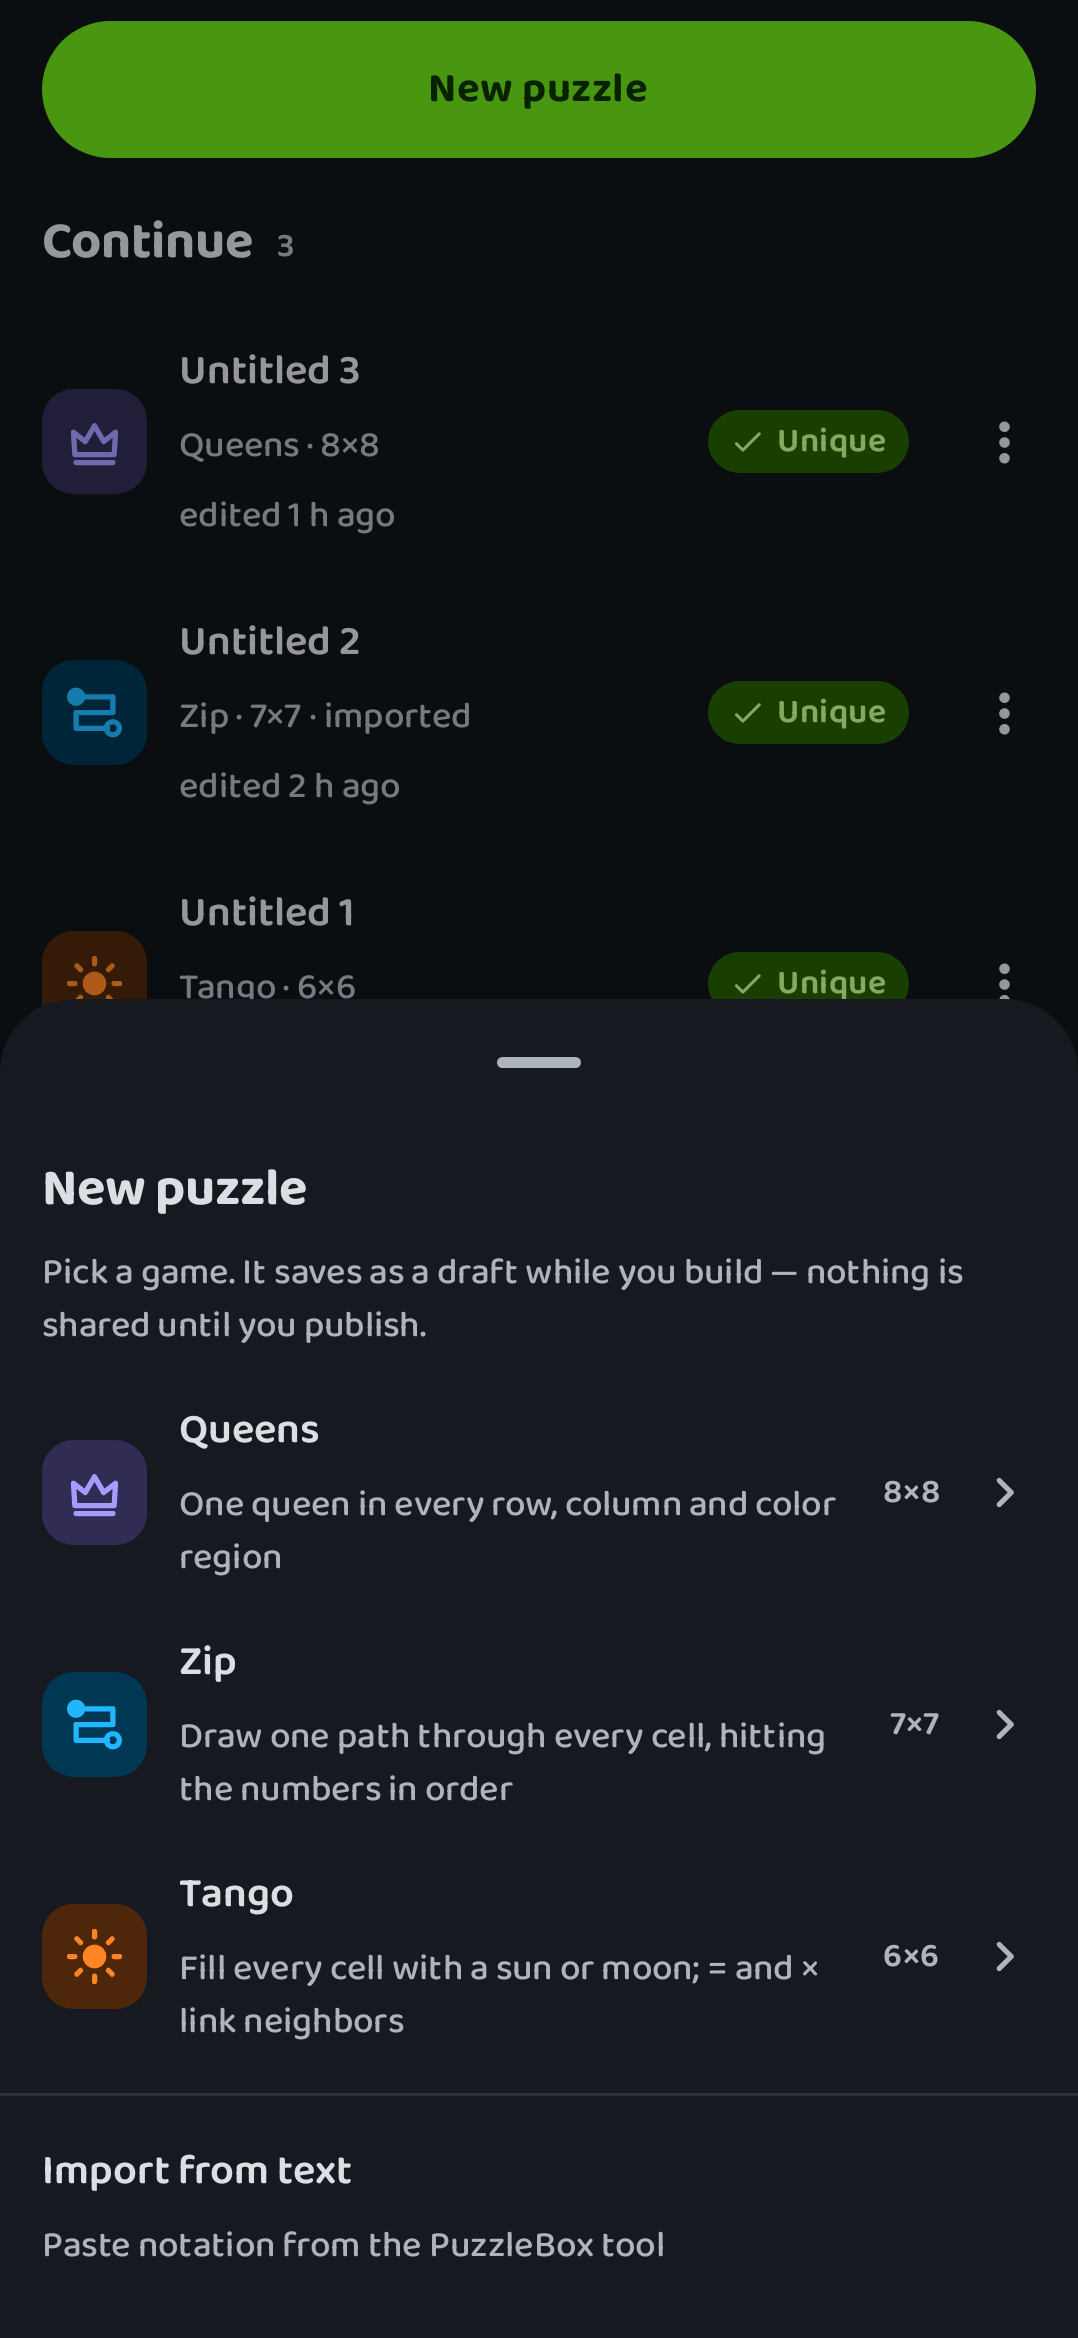 New puzzle
Continue 3
Untitled 3
Queens · 8×8
edited 1 h ago
Unique
Untitled 2
Zip · 7×7 · imported
edited 2 h ago
Unique
Untitled 1
Tango · 6×6
Unique
New puzzle
Pick a game. It saves as a draft while you build — nothing is
shared until you publish.
Queens
One queen in every row, column and color
region
8×8
Zip
Draw one path through every cell, hitting
the numbers in order
7×7
Tango
Fill every cell with a sun or moon; = and ×
link neighbors
6×6
Import from text
Paste notation from the PuzzleBox tool